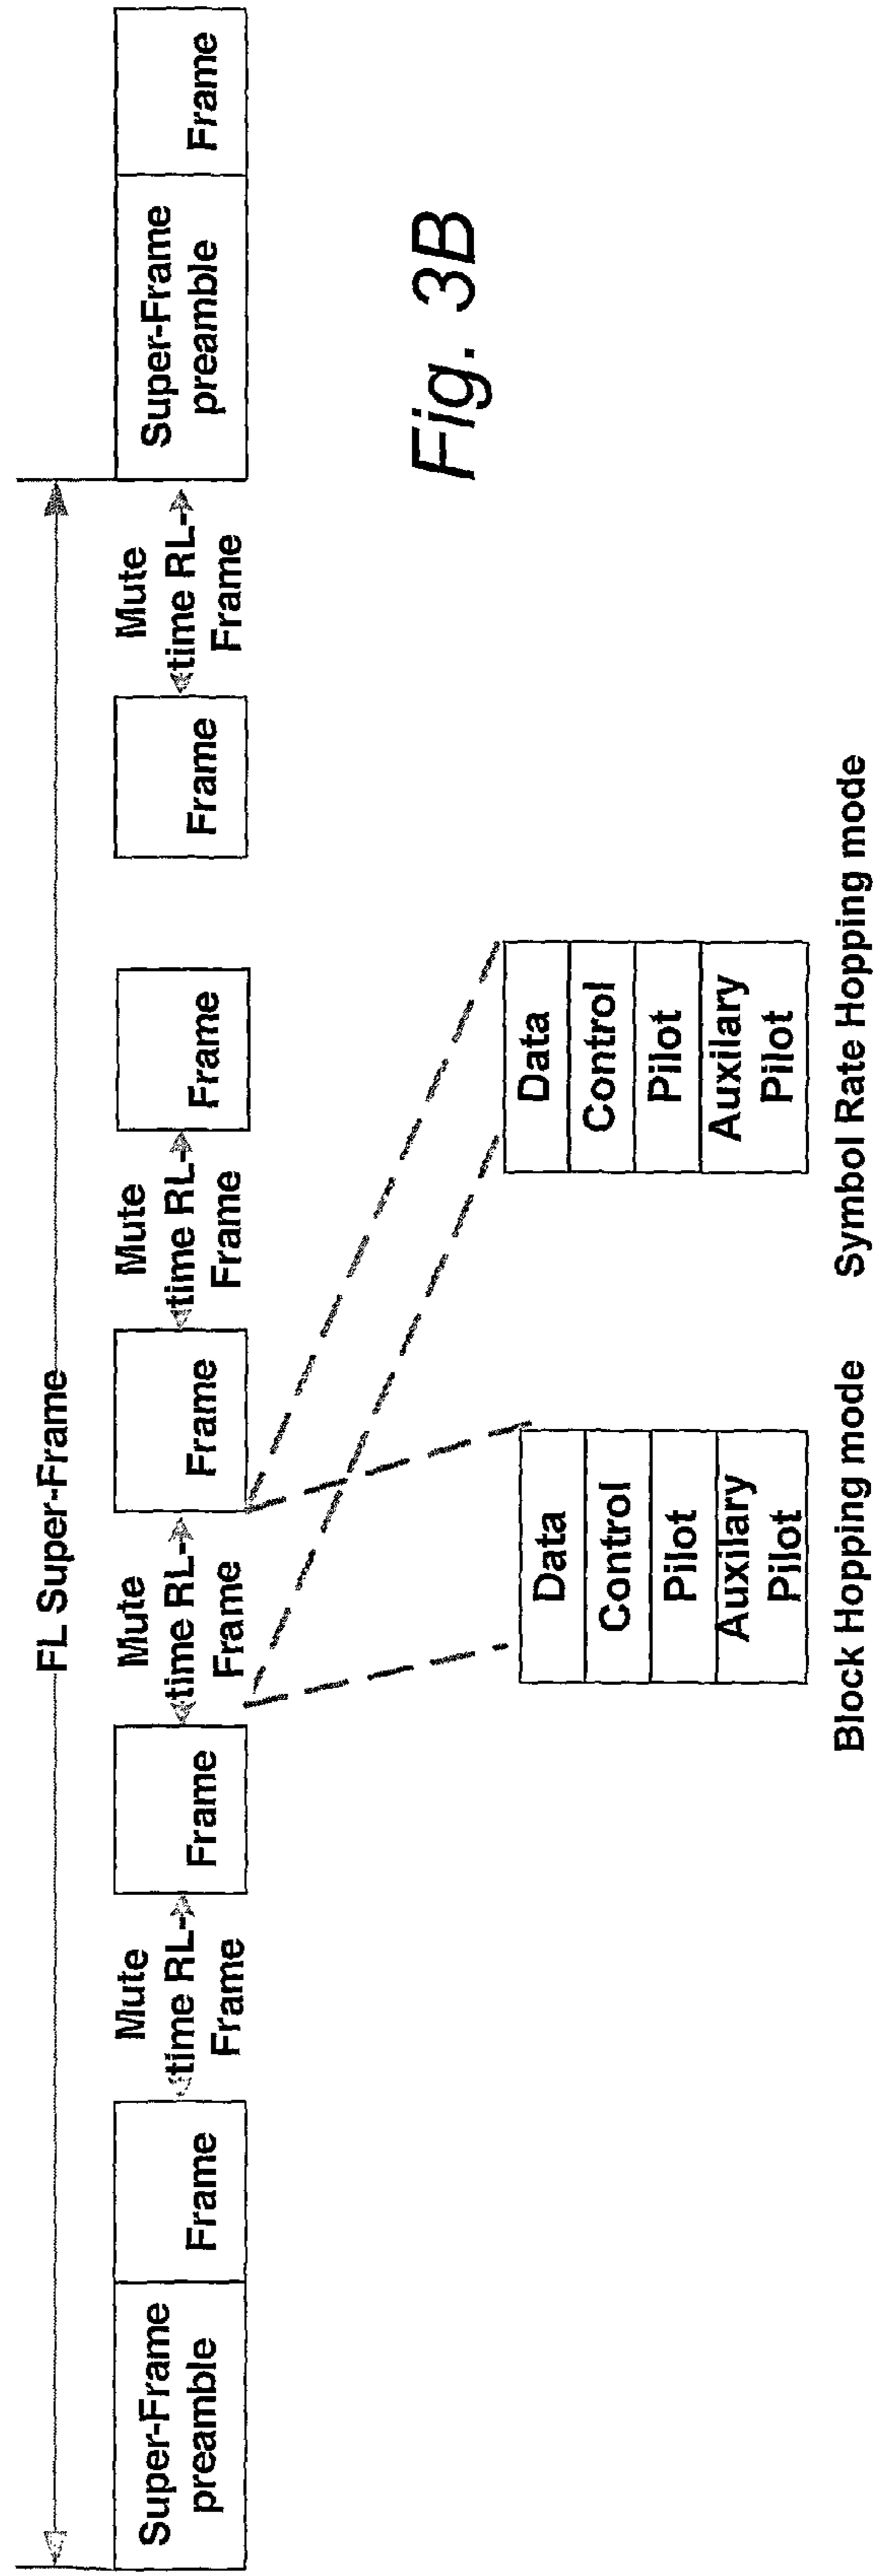 FL Super-Frame
Super-Frame
preamble
Frame
Mute
time RL-
Frame
Frame
Mute
time RL-
Frame
Frame
Mute
time RL-
Frame
Frame
Frame
Mute
time RL-
Frame
Super-Frame
preamble
Frame
Data
Control
Pilot
Auxilary
Pilot
Block Hopping mode
Data
Control
Pilot
Auxilary
Pilot
Symbol Rate Hopping mode
Fig. 3B